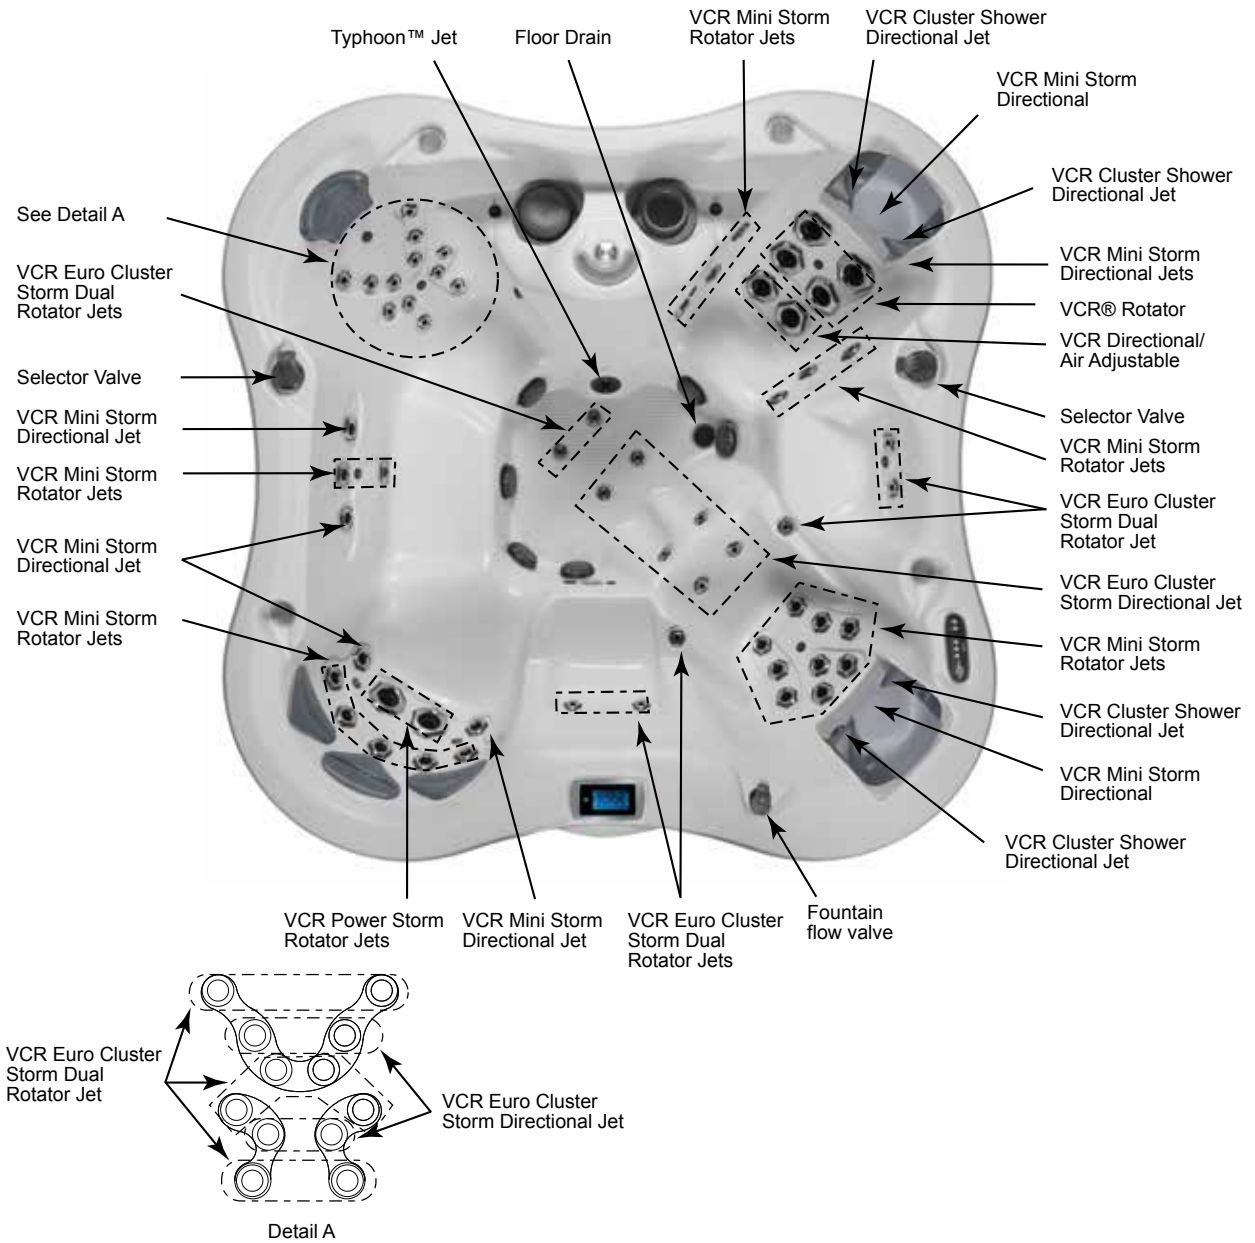 Typhoon™ Jet
Floor Drain
VCR Mini Storm
Rotator Jets
VCR Cluster Shower
Directional Jet
VCR Mini Storm
Directional
VCR Cluster Shower
Directional Jet
VCR Mini Storm
Directional Jets
VCR® Rotator
VCR Directional/
Air Adjustable
Selector Valve
VCR Mini Storm
Rotator Jets
VCR Euro Cluster
Storm Dual
Rotator Jet
VCR Euro Cluster
Storm Directional Jet
VCR Mini Storm
Rotator Jets
VCR Cluster Shower
Directional Jet
VCR Mini Storm
Directional
VCR Cluster Shower
Directional Jet
See Detail A
VCR Euro Cluster
Storm Dual
Rotator Jets
Selector Valve
VCR Mini Storm
Directional Jet
VCR Mini Storm
Rotator Jets
VCR Mini Storm
Directional Jet
VCR Mini Storm
Rotator Jets
VCR Power Storm
Rotator Jets
VCR Mini Storm
Directional Jet
VCR Euro Cluster
Storm Dual
Rotator Jets
Fountain
flow valve
VCR Euro Cluster
Storm Dual
Rotator Jet
VCR Euro Cluster
Storm Directional Jet
Detail A